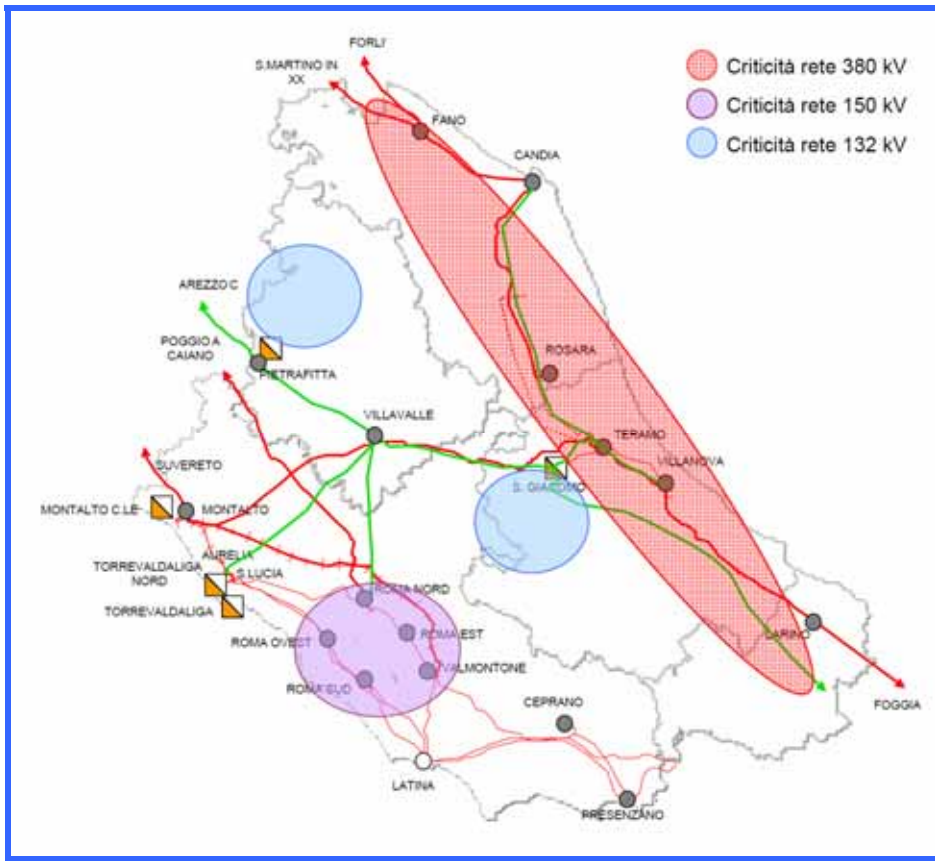 FORLI'
S.MARTINO IN
XX
Criticità rete 380 kV
Criticità rete 150 kV
Criticità rete 132 kV
FANO
CANDIA
AREZZO C
POGGIO A
CAIANO
PIETRAFITTA
ROSARA
VILLAVALLE
TERAMO
VILLANOVA
SUVERETO
S. GIACOMO
MONTALTO C.LE
MONTALTO
AURELIA
TORREVALDALIGA
NORD
S.LUCIA
TORREVALDALIGA
ROMA NORD
ROMA OVEST
ROMA EST
VALMONTONE
ROMA SUD
LARINO
FOGGIA
CEPRANO
LATINA
PRESENZANO